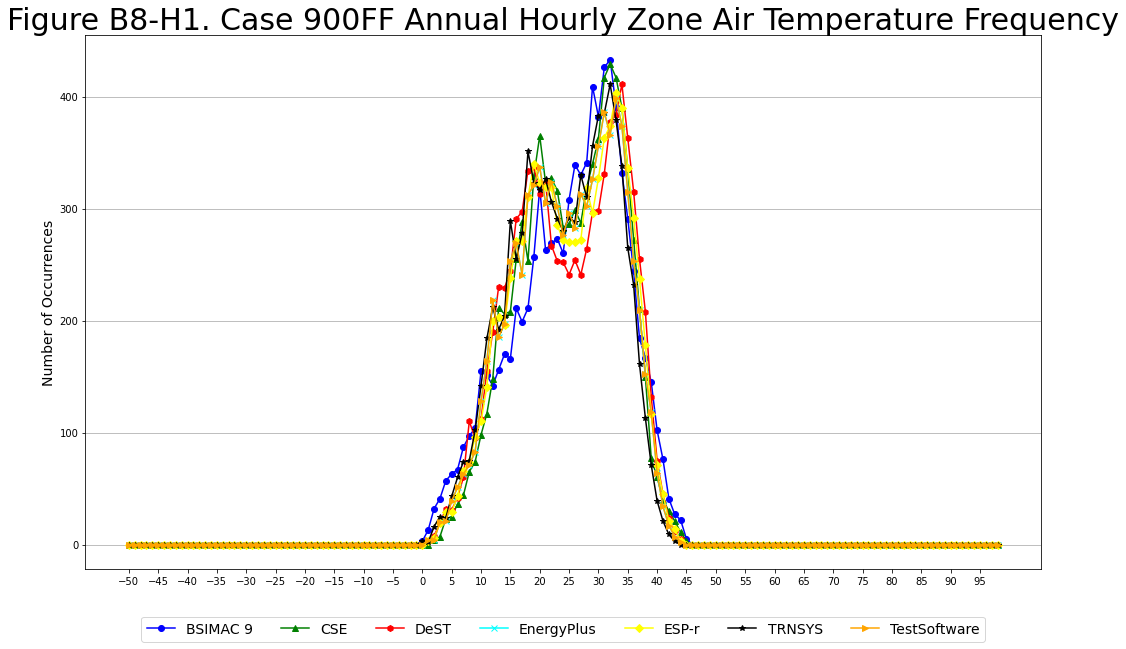 Figure B8-H1. Case 900FF Annual Hourly Zone Air Temperature Frequency
Number of Occurrences
400
300
200
100
0
−50 −45 −40 −35 −30 −25 −20 −15 −10 −5 0 5 10 15 20 25 30 35 40 45 50 55 60 65 70 75 80 85 90 95
BSIMAC 9 CSE DeST EnergyPlus ESP-r TRNSYS TestSoftware